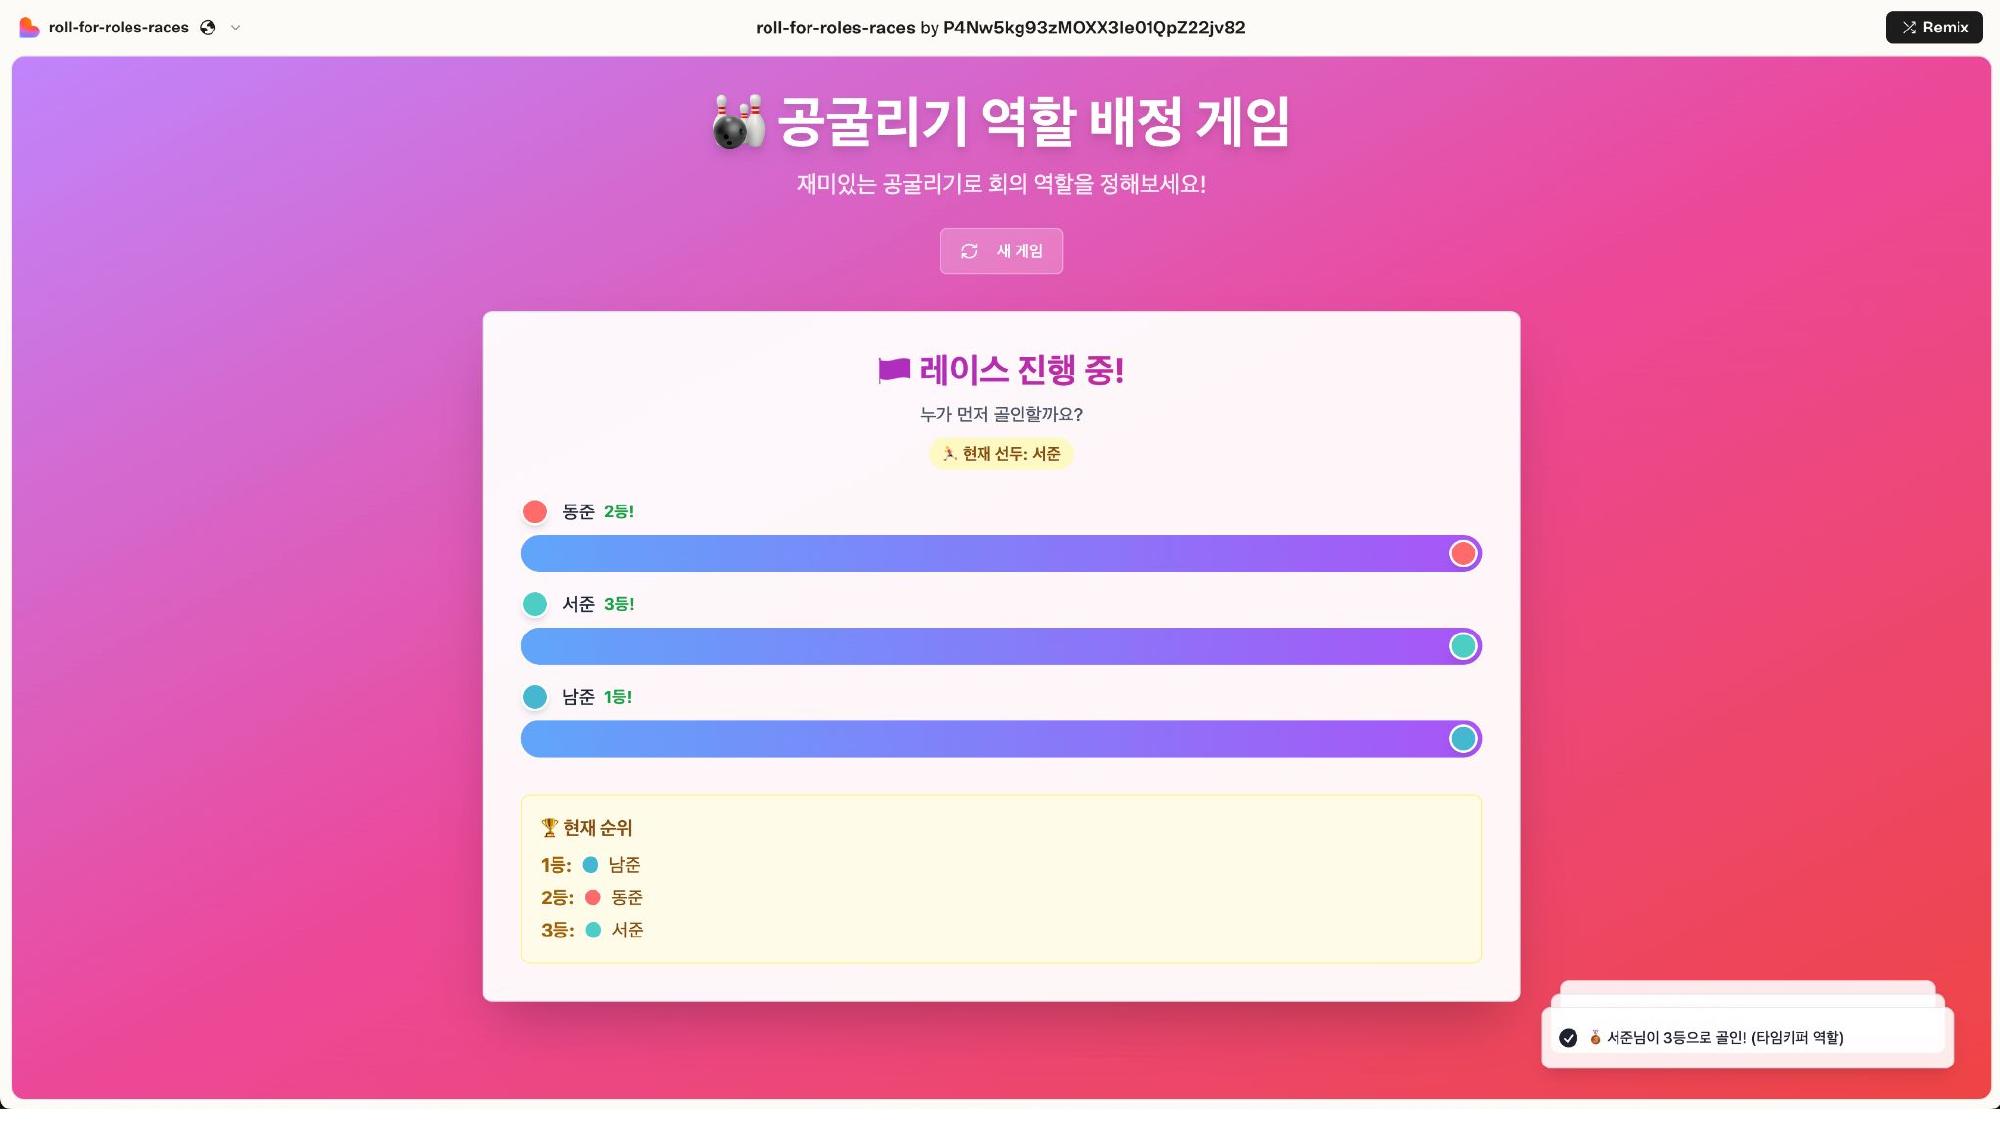 roll-for-roles-races
roll-for-roles-races by P4Nw5kg93zMOXX3Ie01QpZ22jv82
Remix
공굴리기 역할 배정 게임
재미있는 공굴리기로 회의 역할을 정해보세요!
새 게임
레이스 진행 중!
누가 먼저 골인할까요?
현재 선두: 서준
동준 2등!
서준 3등!
남준 1등!
현재 순위
1등: 남준
2등: 동준
3등: 서준
서준님이 3등으로 골인! (타임키퍼 역할)